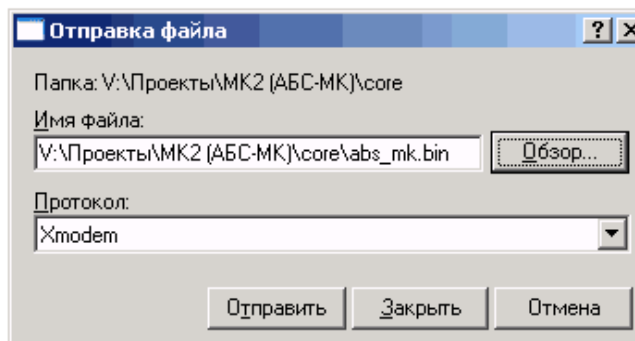 Отправка файла
Папка: V:\Проекты\МК2 (АБС-МК)\core
Имя файла:
V:\Проекты\МК2 (АБС-МК)\core\abs_mk.bin
Обзор...
Протокол:
Xmodem
Отправить
Закрыть
Отмена